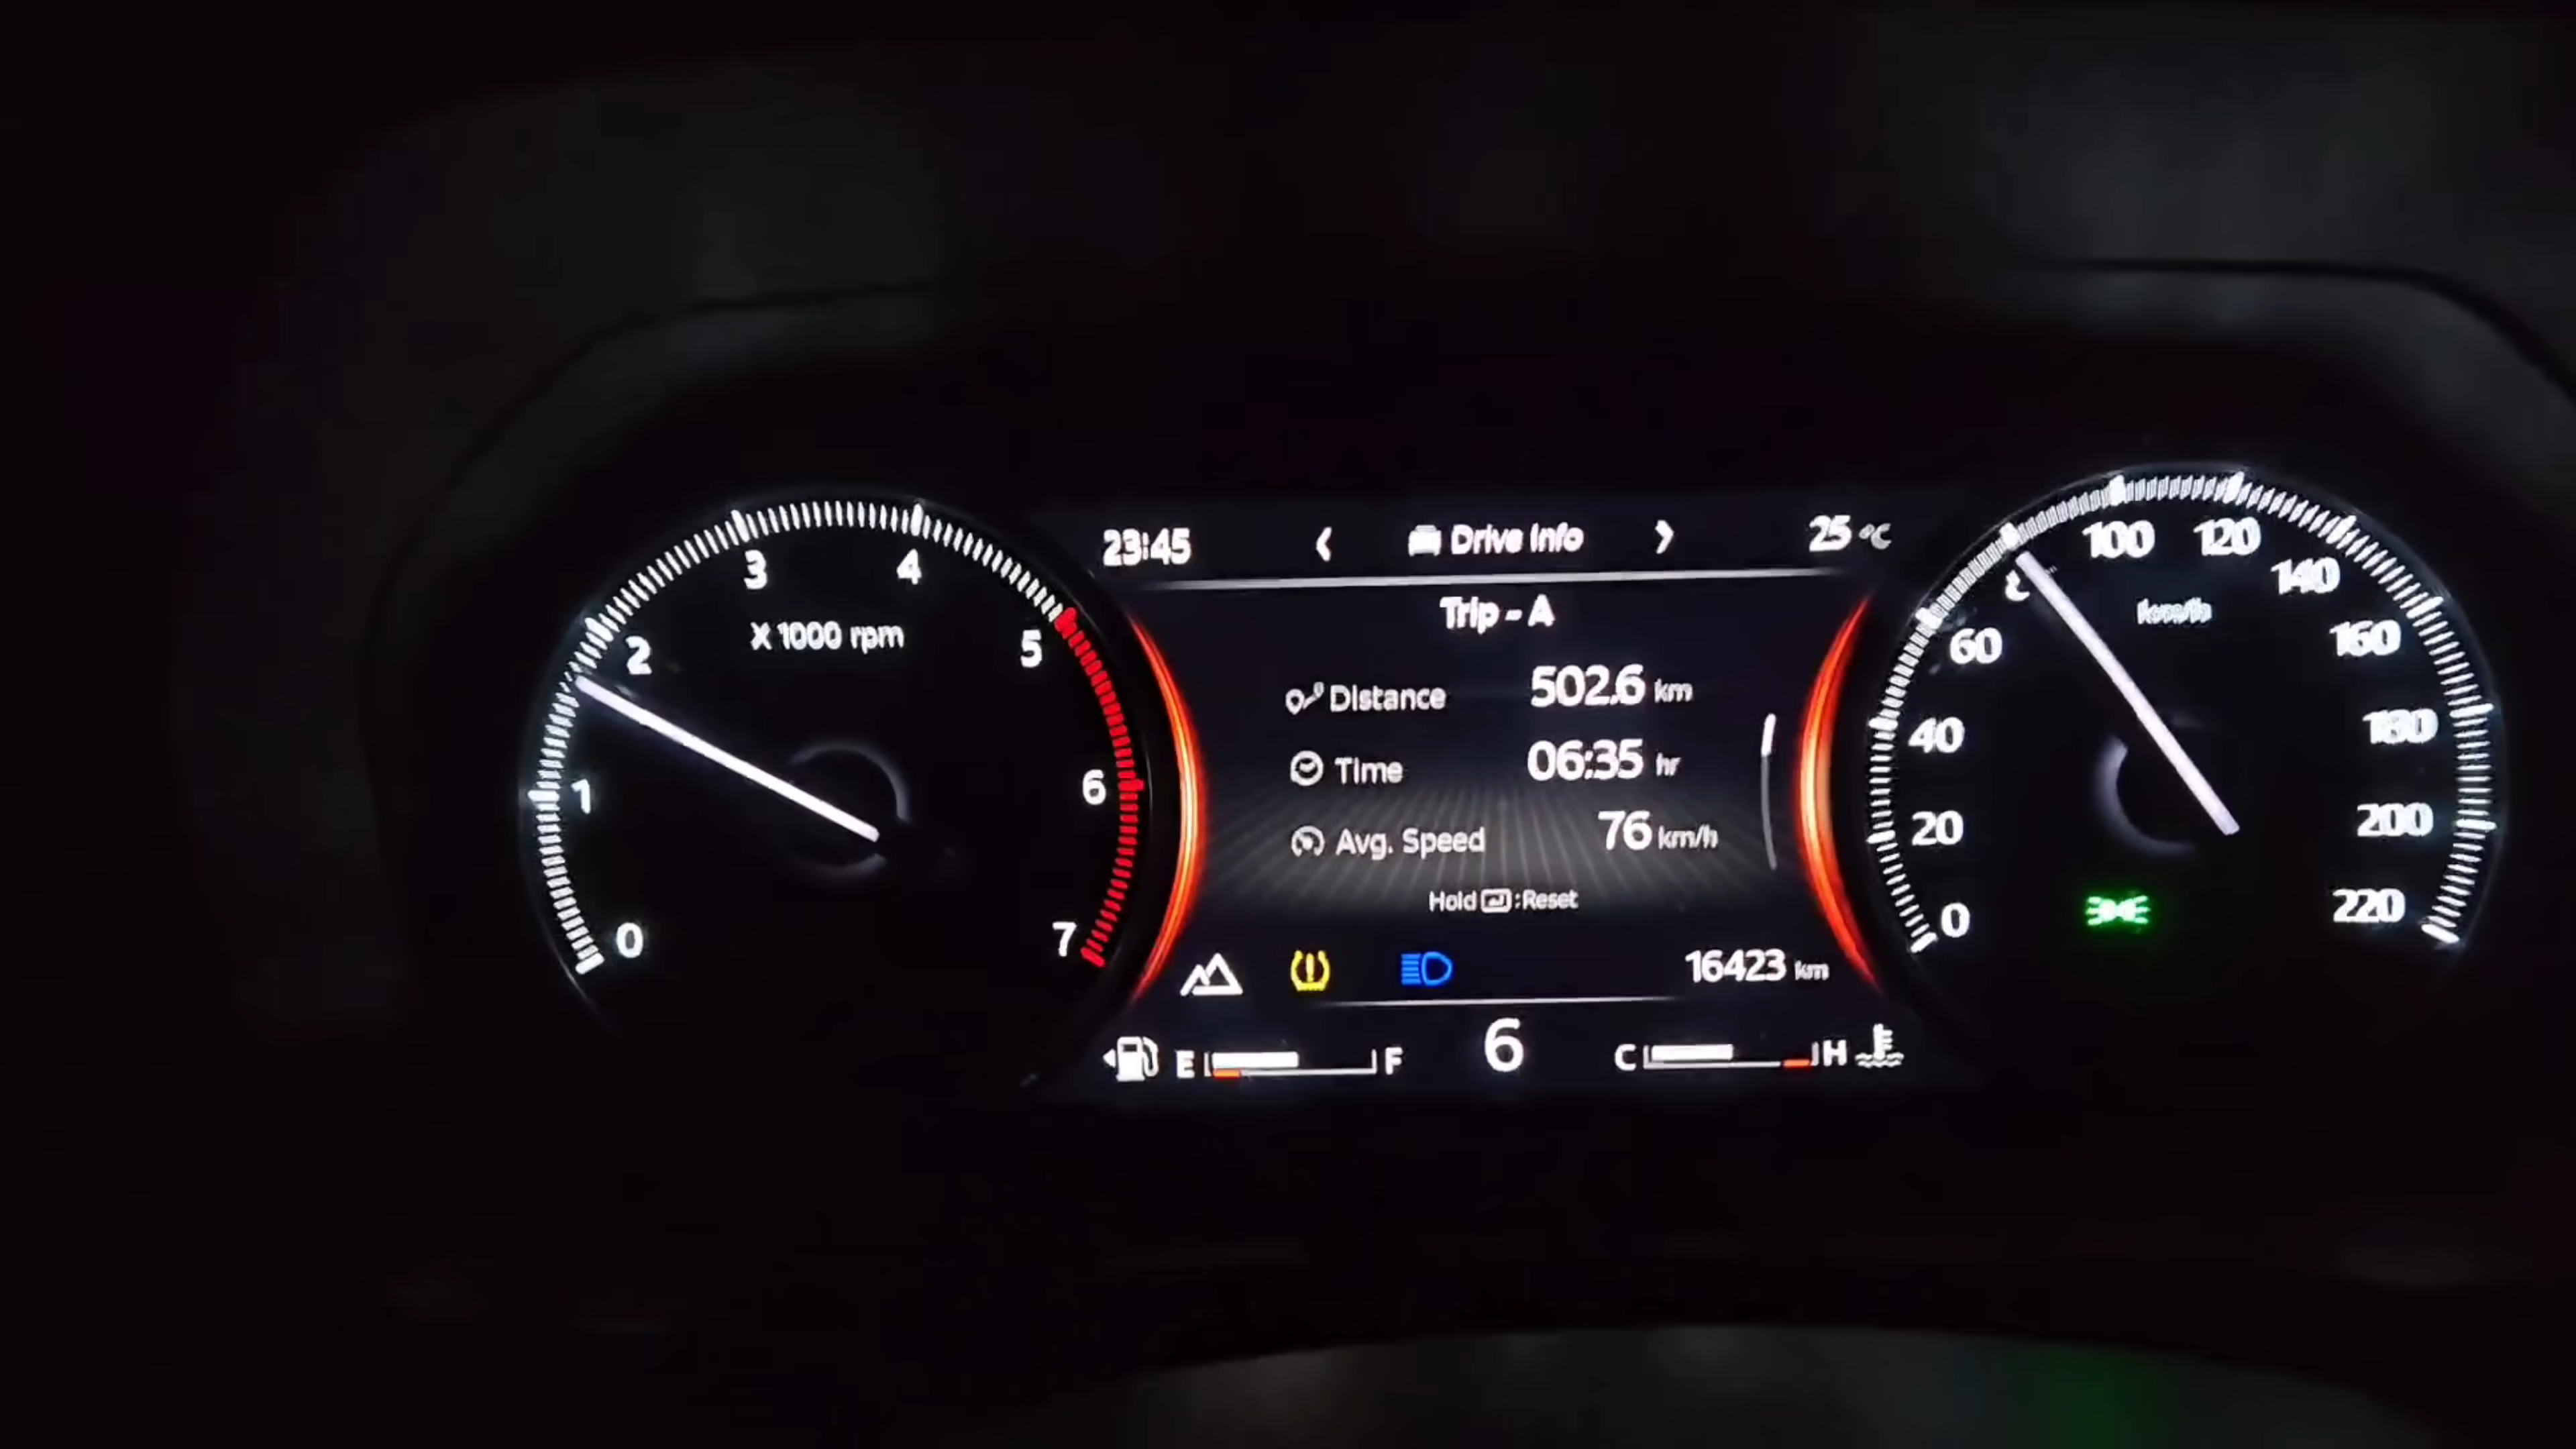 23:45 Drive Info 25 °C
Trip - A
Distance 502.6 km
Time 06:35 hr
Avg. Speed 76 km/h
Hold :Reset
16423 km
E F 6 C H
0 1 2 3 4 5 6 7
X 1000 rpm
0 20 40 60 100 120 140 160 180 200 220
km/h